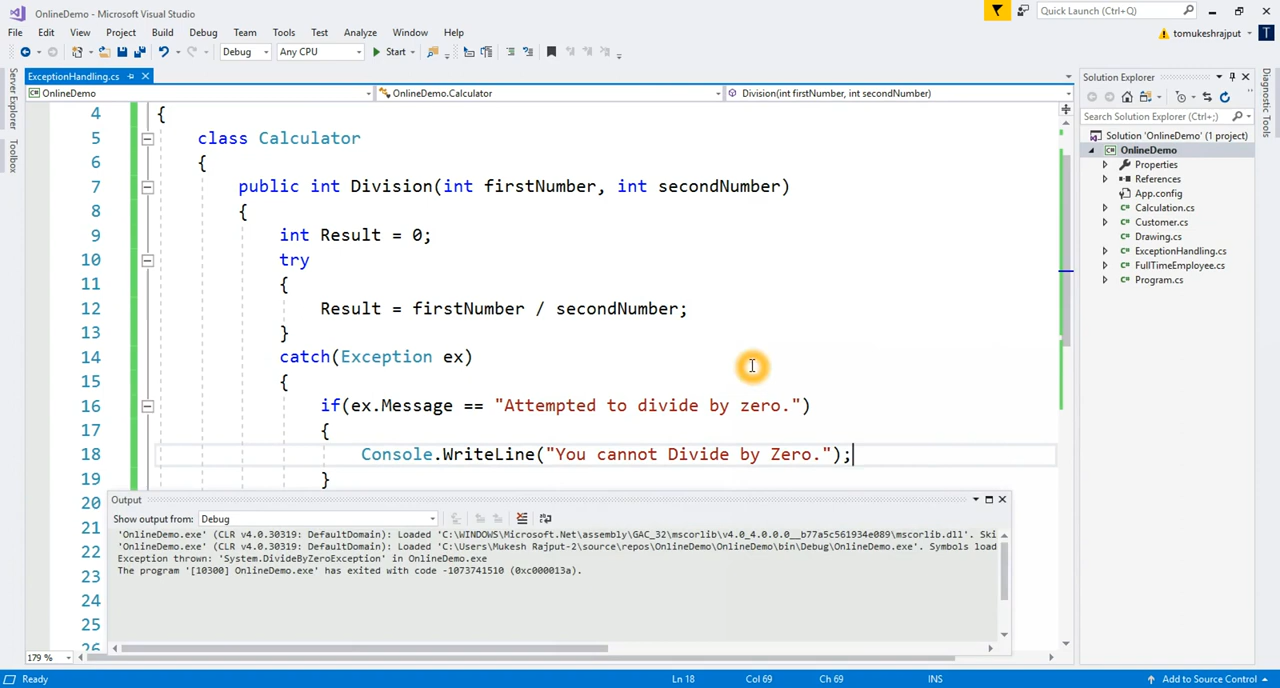 OnlineDemo - Microsoft Visual Studio
Quick Launch (Ctrl+Q)
File Edit View Project Build Debug Team Tools Test Analyze Window Help
tomukeshrajput
T
Debug Any CPU Start
Server Explorer
Toolbox
ExceptionHandling.cs
OnlineDemo OnlineDemo.Calculator Division(int firstNumber, int secondNumber)
4 {
5 class Calculator
6 {
7 public int Division(int firstNumber, int secondNumber)
8 {
9 int Result = 0;
10 try
11 {
12 Result = firstNumber / secondNumber;
13 }
14 catch(Exception ex)
15 {
16 if(ex.Message == "Attempted to divide by zero.")
17 {
18 Console.WriteLine("You cannot Divide by Zero.");
19 }
20
21
22
23
24
25
26
Output
Show output from: Debug
'OnlineDemo.exe' (CLR v4.0.30319: DefaultDomain): Loaded 'C:\WINDOWS\Microsoft.Net\assembly\GAC_32\mscorlib\v4.0_4.0.0.0__b77a5c561934e089\mscorlib.dll'. Ski
'OnlineDemo.exe' (CLR v4.0.30319: DefaultDomain): Loaded 'C:\Users\Mukesh Rajput-2\source\repos\OnlineDemo\OnlineDemo\bin\Debug\OnlineDemo.exe'. Symbols load
Exception thrown: 'System.DivideByZeroException' in OnlineDemo.exe
The program '[10300] OnlineDemo.exe' has exited with code -1073741510 (0xc000013a).
179 %
Solution Explorer
Search Solution Explorer (Ctrl+;)
Solution 'OnlineDemo' (1 project)
OnlineDemo
Properties
References
App.config
Calculation.cs
Customer.cs
Drawing.cs
ExceptionHandling.cs
FullTimeEmployee.cs
Program.cs
Diagnostic Tools
Ready Ln 18 Col 69 Ch 69 INS Add to Source Control